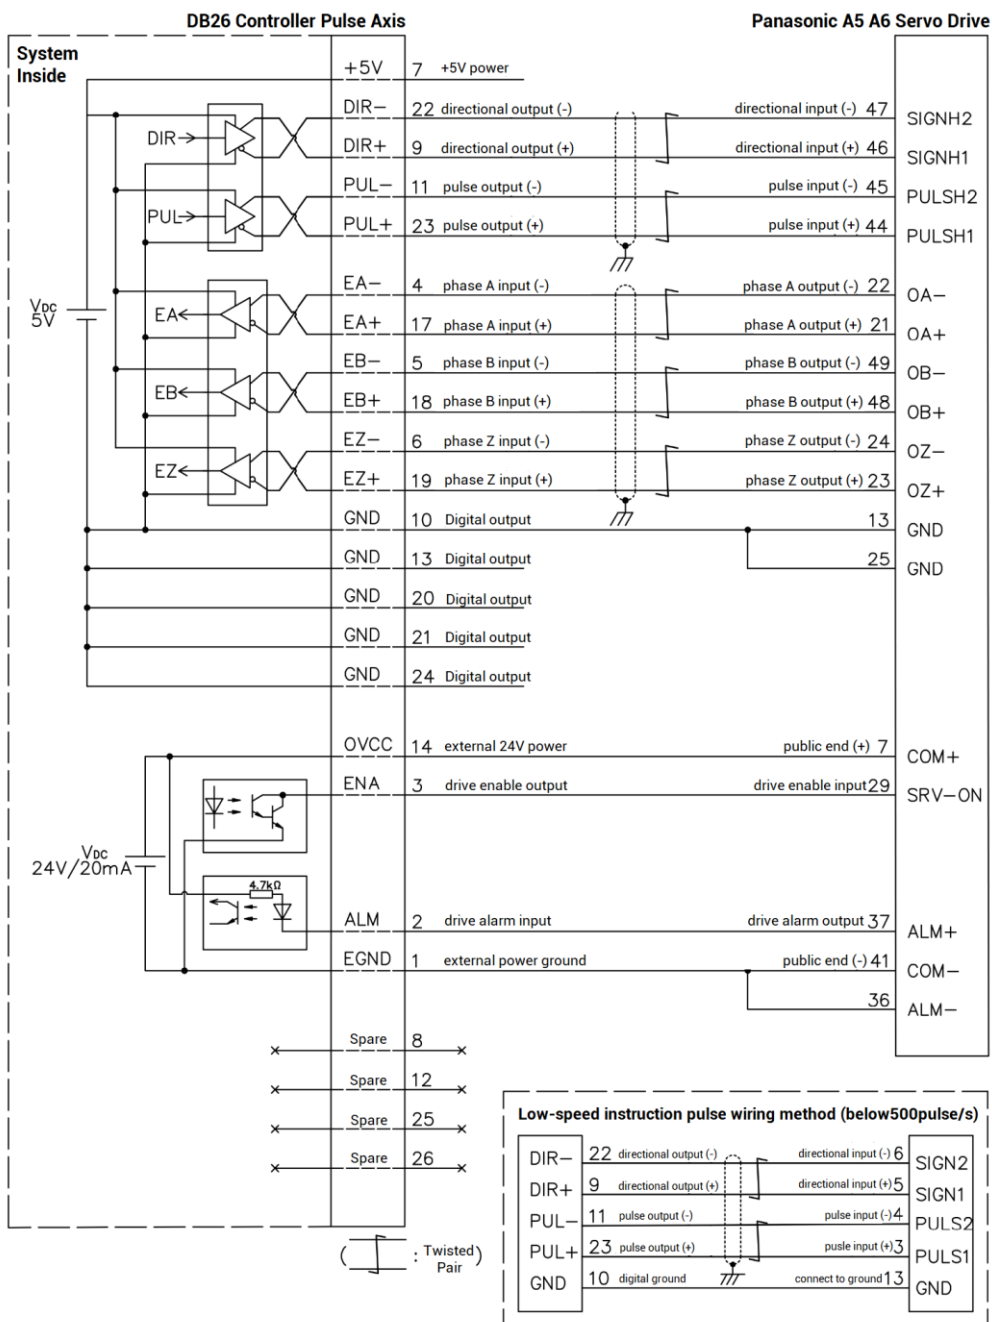 DB26 Controller Pulse Axis
Panasonic A5 A6 Servo Drive
System
Inside
+5V 7 +5V power
DIR− 22 directional output (-) directional input (-) 47 SIGNH2
DIR
DIR+ 9 directional output (+) directional input (+) 46 SIGNH1
PUL− 11 pulse output (-) pulse input (-) 45 PULSH2
PUL
PUL+ 23 pulse output (+) pulse input (+) 44 PULSH1
EA− 4 phase A input (-) phase A output (-) 22 OA−
VDC
5V
EA
EA+ 17 phase A input (+) phase A output (+) 21 OA+
EB− 5 phase B input (-) phase B output (-) 49 OB−
EB
EB+ 18 phase B input (+) phase B output (+) 48 OB+
EZ− 6 phase Z input (-) phase Z output (-) 24 OZ−
EZ
EZ+ 19 phase Z input (+) phase Z output (+) 23 OZ+
GND 10 Digital output 13 GND
GND 13 Digital output 25 GND
GND 20 Digital output
GND 21 Digital output
GND 24 Digital output
OVCC 14 external 24V power public end (+) 7 COM+
ENA 3 drive enable output drive enable input 29 SRV−ON
VDC
24V/20mA
4.7kΩ
ALM 2 drive alarm input drive alarm output 37 ALM+
EGND 1 external power ground public end (-) 41 COM−
36 ALM−
Spare 8
Spare 12
Spare 25
Spare 26
( : Twisted Pair )
Low-speed instruction pulse wiring method (below500pulse/s)
DIR− 22 directional output (-) directional input (-) 6 SIGN2
DIR+ 9 directional output (+) directional input (+) 5 SIGN1
PUL− 11 pulse output (-) pulse input (-) 4 PULS2
PUL+ 23 pulse output (+) pusle input (+) 3 PULS1
GND 10 digital ground connect to ground 13 GND